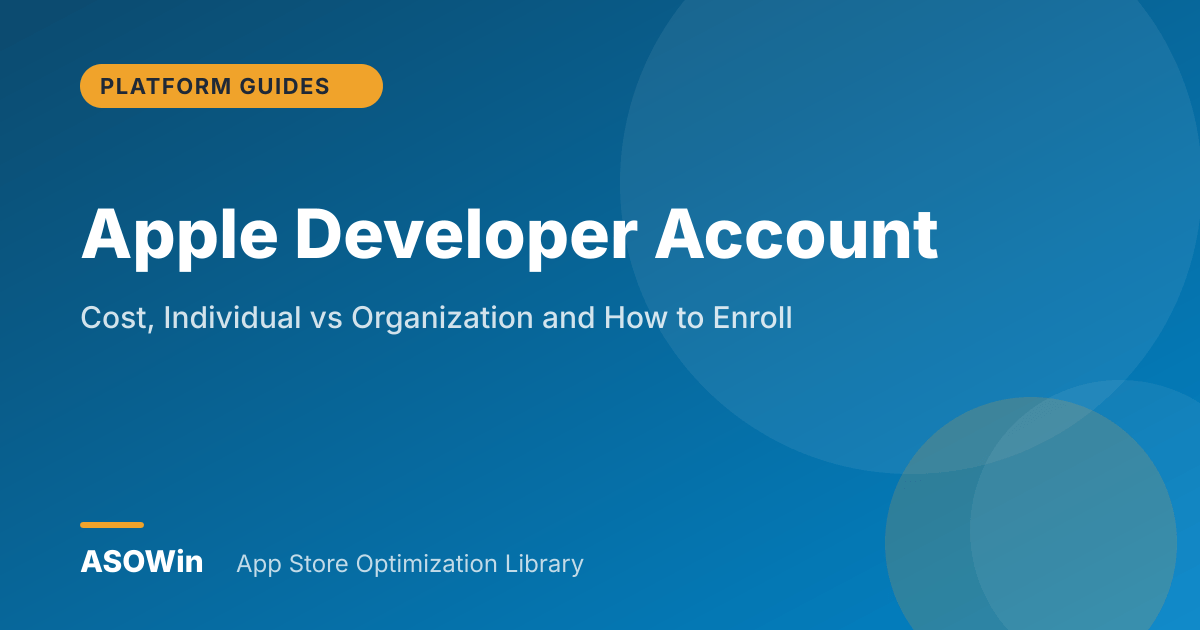 PLATFORM GUIDES
Apple Developer Account
Cost, Individual vs Organization and How to Enroll
ASOWin App Store Optimization Library